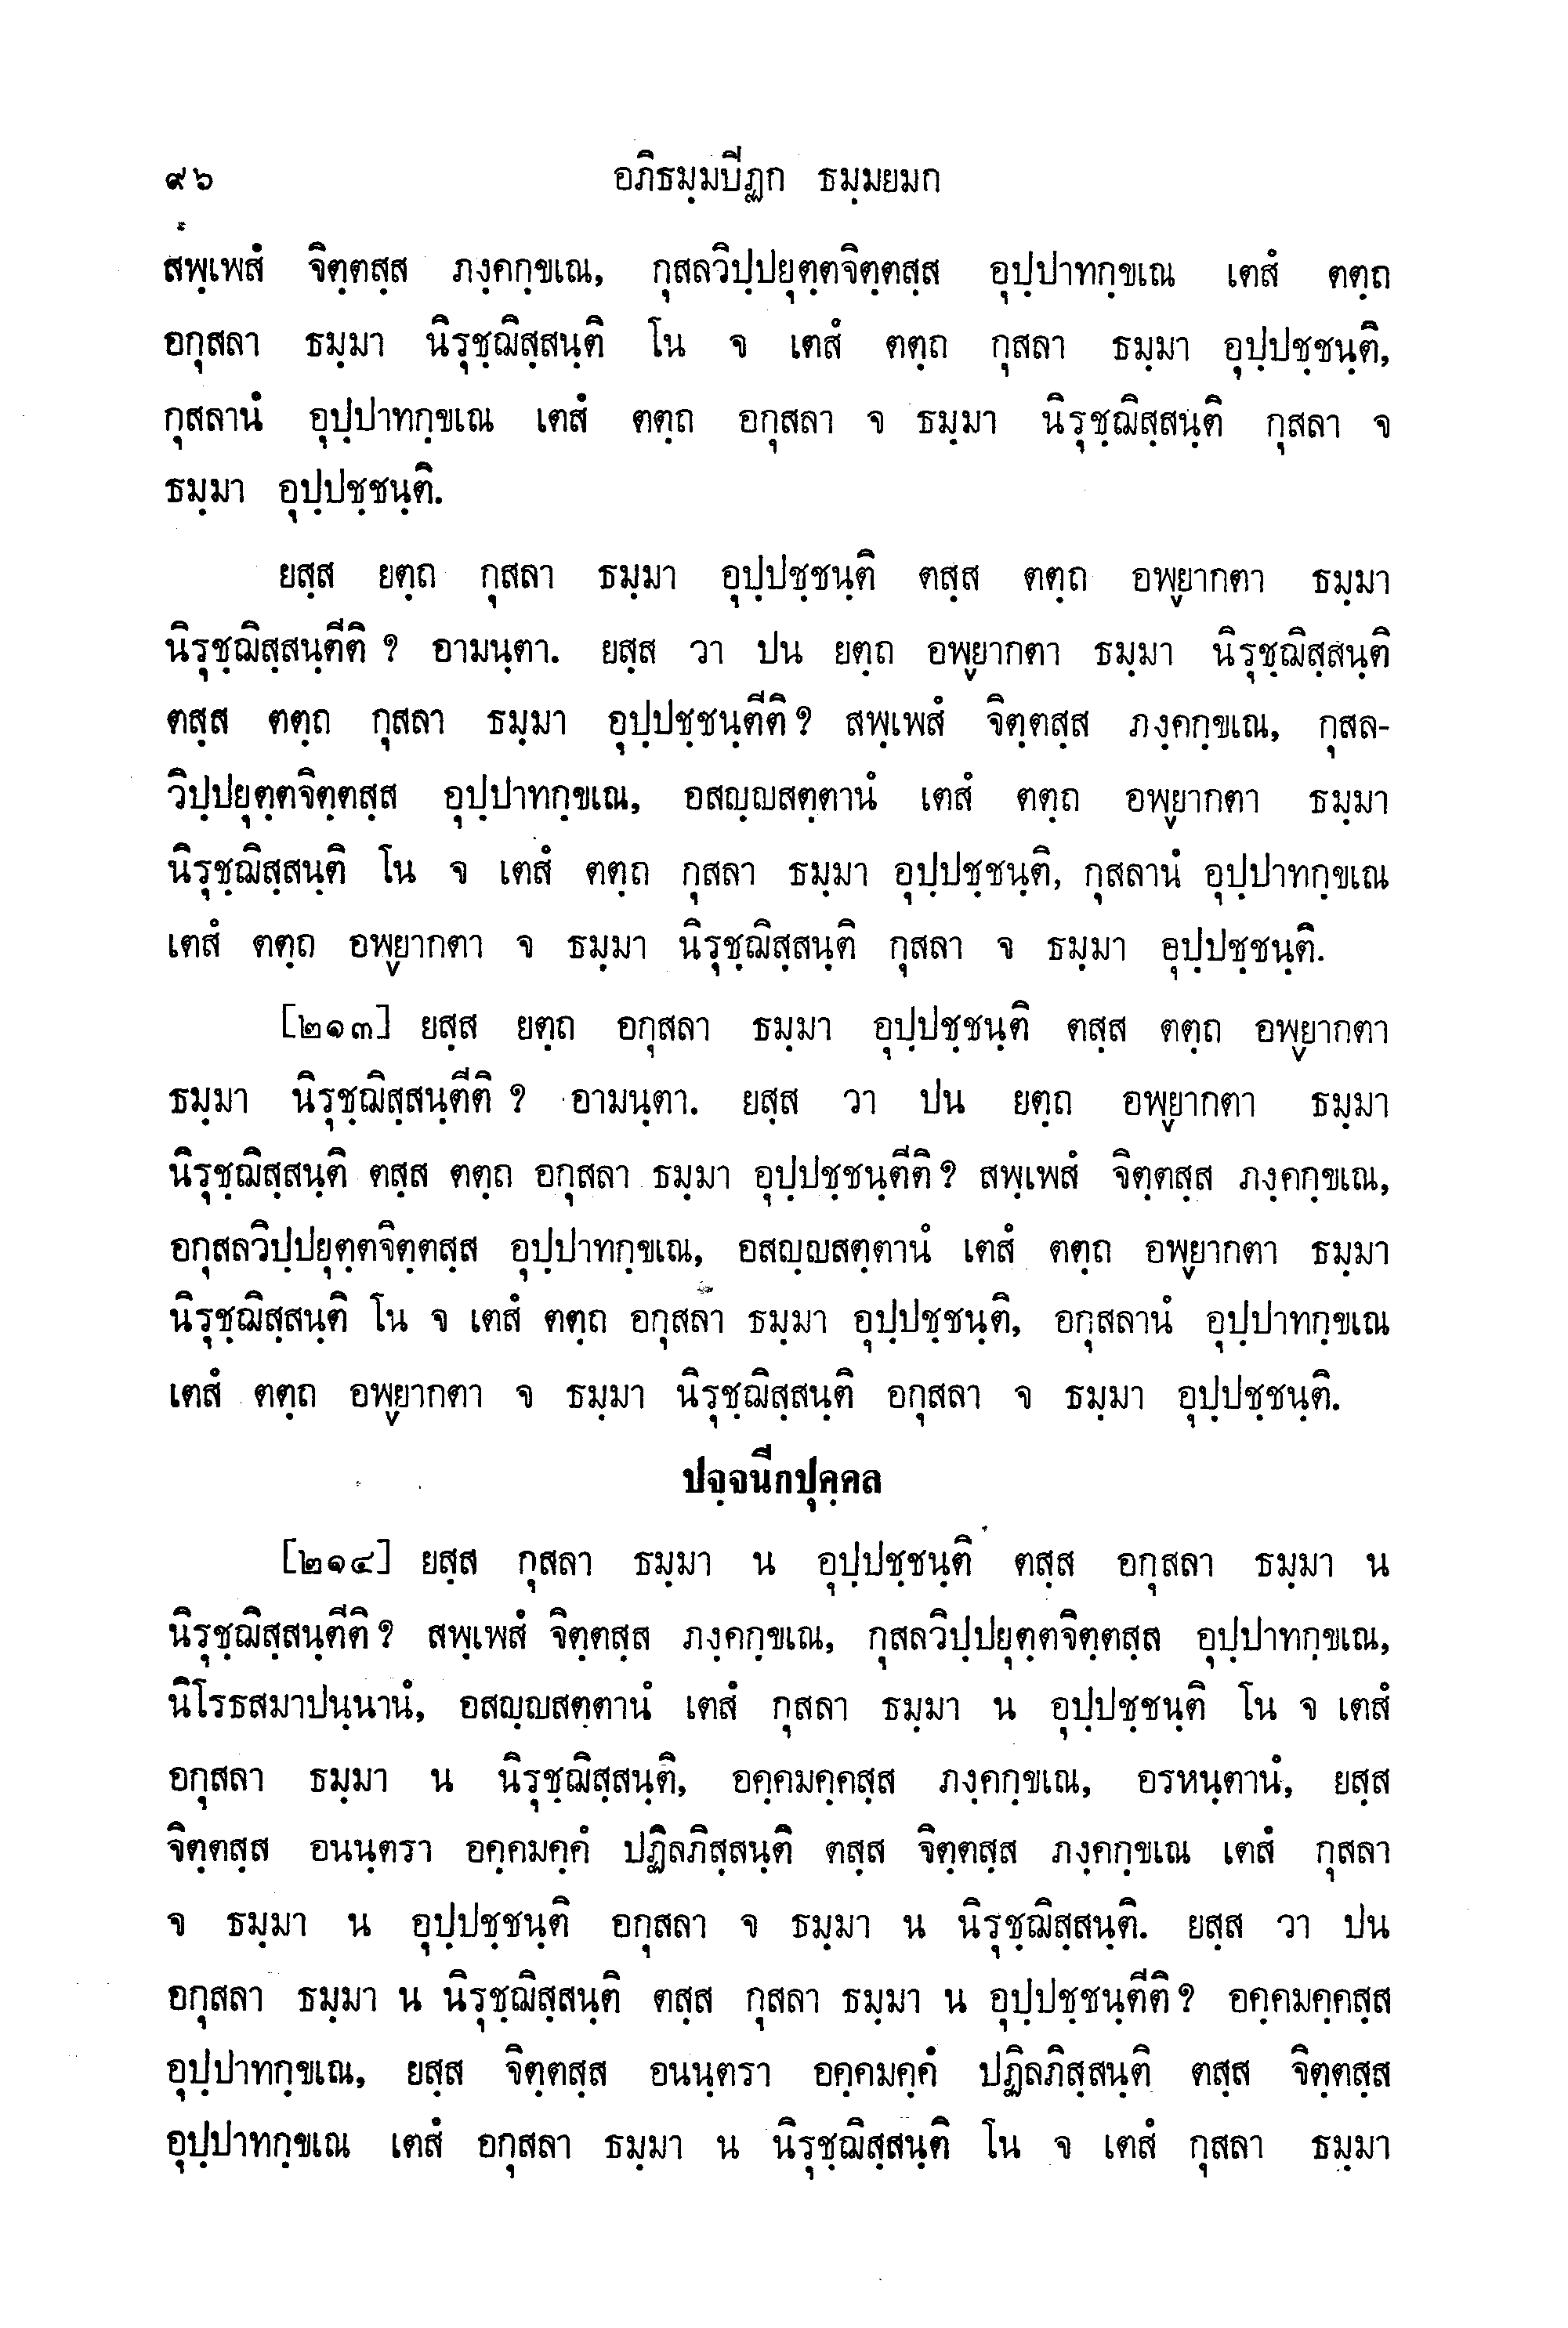 ๙๖ อภิธมฺมปิฏก ธมฺมยมก
สพฺเพสํ จิตฺตสฺส ภงฺคกฺขเณ, กุสลวิปฺปยุตฺตจิตฺตสฺส อุปฺปาทกฺขเณ เตสํ ตตฺถ
อกุสลา ธมฺมา นิรุชฺฌิสฺสนฺติ โน จ เตสํ ตตฺถ กุสลา ธมฺมา อุปฺปชฺชนฺติ,
กุสลานํ อุปฺปาทกฺขเณ เตสํ ตตฺถ อกุสลา จ ธมฺมา นิรุชฺฌิสฺสนฺติ กุสลา จ
ธมฺมา อุปฺปชฺชนฺติ.
ยสฺส ยตฺถ กุสลา ธมฺมา อุปฺปชฺชนฺติ ตสฺส ตตฺถ อพฺยากตา ธมฺมา
นิรุชฺฌิสฺสนฺตีติ ? อามนฺตา. ยสฺส วา ปน ยตฺถ อพฺยากตา ธมฺมา นิรุชฺฌิสฺสนฺติ
ตสฺส ตตฺถ กุสลา ธมฺมา อุปฺปชฺชนฺตีติ ? สพฺเพสํ จิตฺตสฺส ภงฺคกฺขเณ, กุสล-
วิปฺปยุตฺตจิตฺตสฺส อุปฺปาทกฺขเณ, อสญฺญสตฺตานํ เตสํ ตตฺถ อพฺยากตา ธมฺมา
นิรุชฺฌิสฺสนฺติ โน จ เตสํ ตตฺถ กุสลา ธมฺมา อุปฺปชฺชนฺติ, กุสลานํ อุปฺปาทกฺขเณ
เตสํ ตตฺถ อพฺยากตา จ ธมฺมา นิรุชฺฌิสฺสนฺติ กุสลา จ ธมฺมา อุปฺปชฺชนฺติ.
[๒๑๓] ยสฺส ยตฺถ อกุสลา ธมฺมา อุปฺปชฺชนฺติ ตสฺส ตตฺถ อพฺยากตา
ธมฺมา นิรุชฺฌิสฺสนฺตีติ ? อามนฺตา. ยสฺส วา ปน ยตฺถ อพฺยากตา ธมฺมา
นิรุชฺฌิสฺสนฺติ ตสฺส ตตฺถ อกุสลา ธมฺมา อุปฺปชฺชนฺตีติ ? สพฺเพสํ จิตฺตสฺส ภงฺคกฺขเณ,
อกุสลวิปฺปยุตฺตจิตฺตสฺส อุปฺปาทกฺขเณ, อสญฺญสตฺตานํ เตสํ ตตฺถ อพฺยากตา ธมฺมา
นิรุชฺฌิสฺสนฺติ โน จ เตสํ ตตฺถ อกุสลา ธมฺมา อุปฺปชฺชนฺติ, อกุสลานํ อุปฺปาทกฺขเณ
เตสํ ตตฺถ อพฺยากตา จ ธมฺมา นิรุชฺฌิสฺสนฺติ อกุสลา จ ธมฺมา อุปฺปชฺชนฺติ.
ปจฺจนีกปุคฺคล
[๒๑๔] ยสฺส กุสลา ธมฺมา น อุปฺปชฺชนฺติ ตสฺส อกุสลา ธมฺมา น
นิรุชฺฌิสฺสนฺตีติ ? สพฺเพสํ จิตฺตสฺส ภงฺคกฺขเณ, กุสลวิปฺปยุตฺตจิตฺตสฺส อุปฺปาทกฺขเณ,
นิโรธสมาปนฺนานํ, อสญฺญสตฺตานํ เตสํ กุสลา ธมฺมา น อุปฺปชฺชนฺติ โน จ เตสํ
อกุสลา ธมฺมา น นิรุชฺฌิสฺสนฺติ, อคฺคมคฺคสฺส ภงฺคกฺขเณ, อรหนฺตานํ, ยสฺส
จิตฺตสฺส อนนฺตรา อคฺคมคฺคํ ปฏิลภิสฺสนฺติ ตสฺส จิตฺตสฺส ภงฺคกฺขเณ เตสํ กุสลา
จ ธมฺมา น อุปฺปชฺชนฺติ อกุสลา จ ธมฺมา น นิรุชฺฌิสฺสนฺติ. ยสฺส วา ปน
อกุสลา ธมฺมา น นิรุชฺฌิสฺสนฺติ ตสฺส กุสลา ธมฺมา น อุปฺปชฺชนฺตีติ ? อคฺคมคฺคสฺส
อุปฺปาทกฺขเณ, ยสฺส จิตฺตสฺส อนนฺตรา อคฺคมคฺคํ ปฏิลภิสฺสนฺติ ตสฺส จิตฺตสฺส
อุปฺปาทกฺขเณ เตสํ อกุสลา ธมฺมา น นิรุชฺฌิสฺสนฺติ โน จ เตสํ กุสลา ธมฺมา